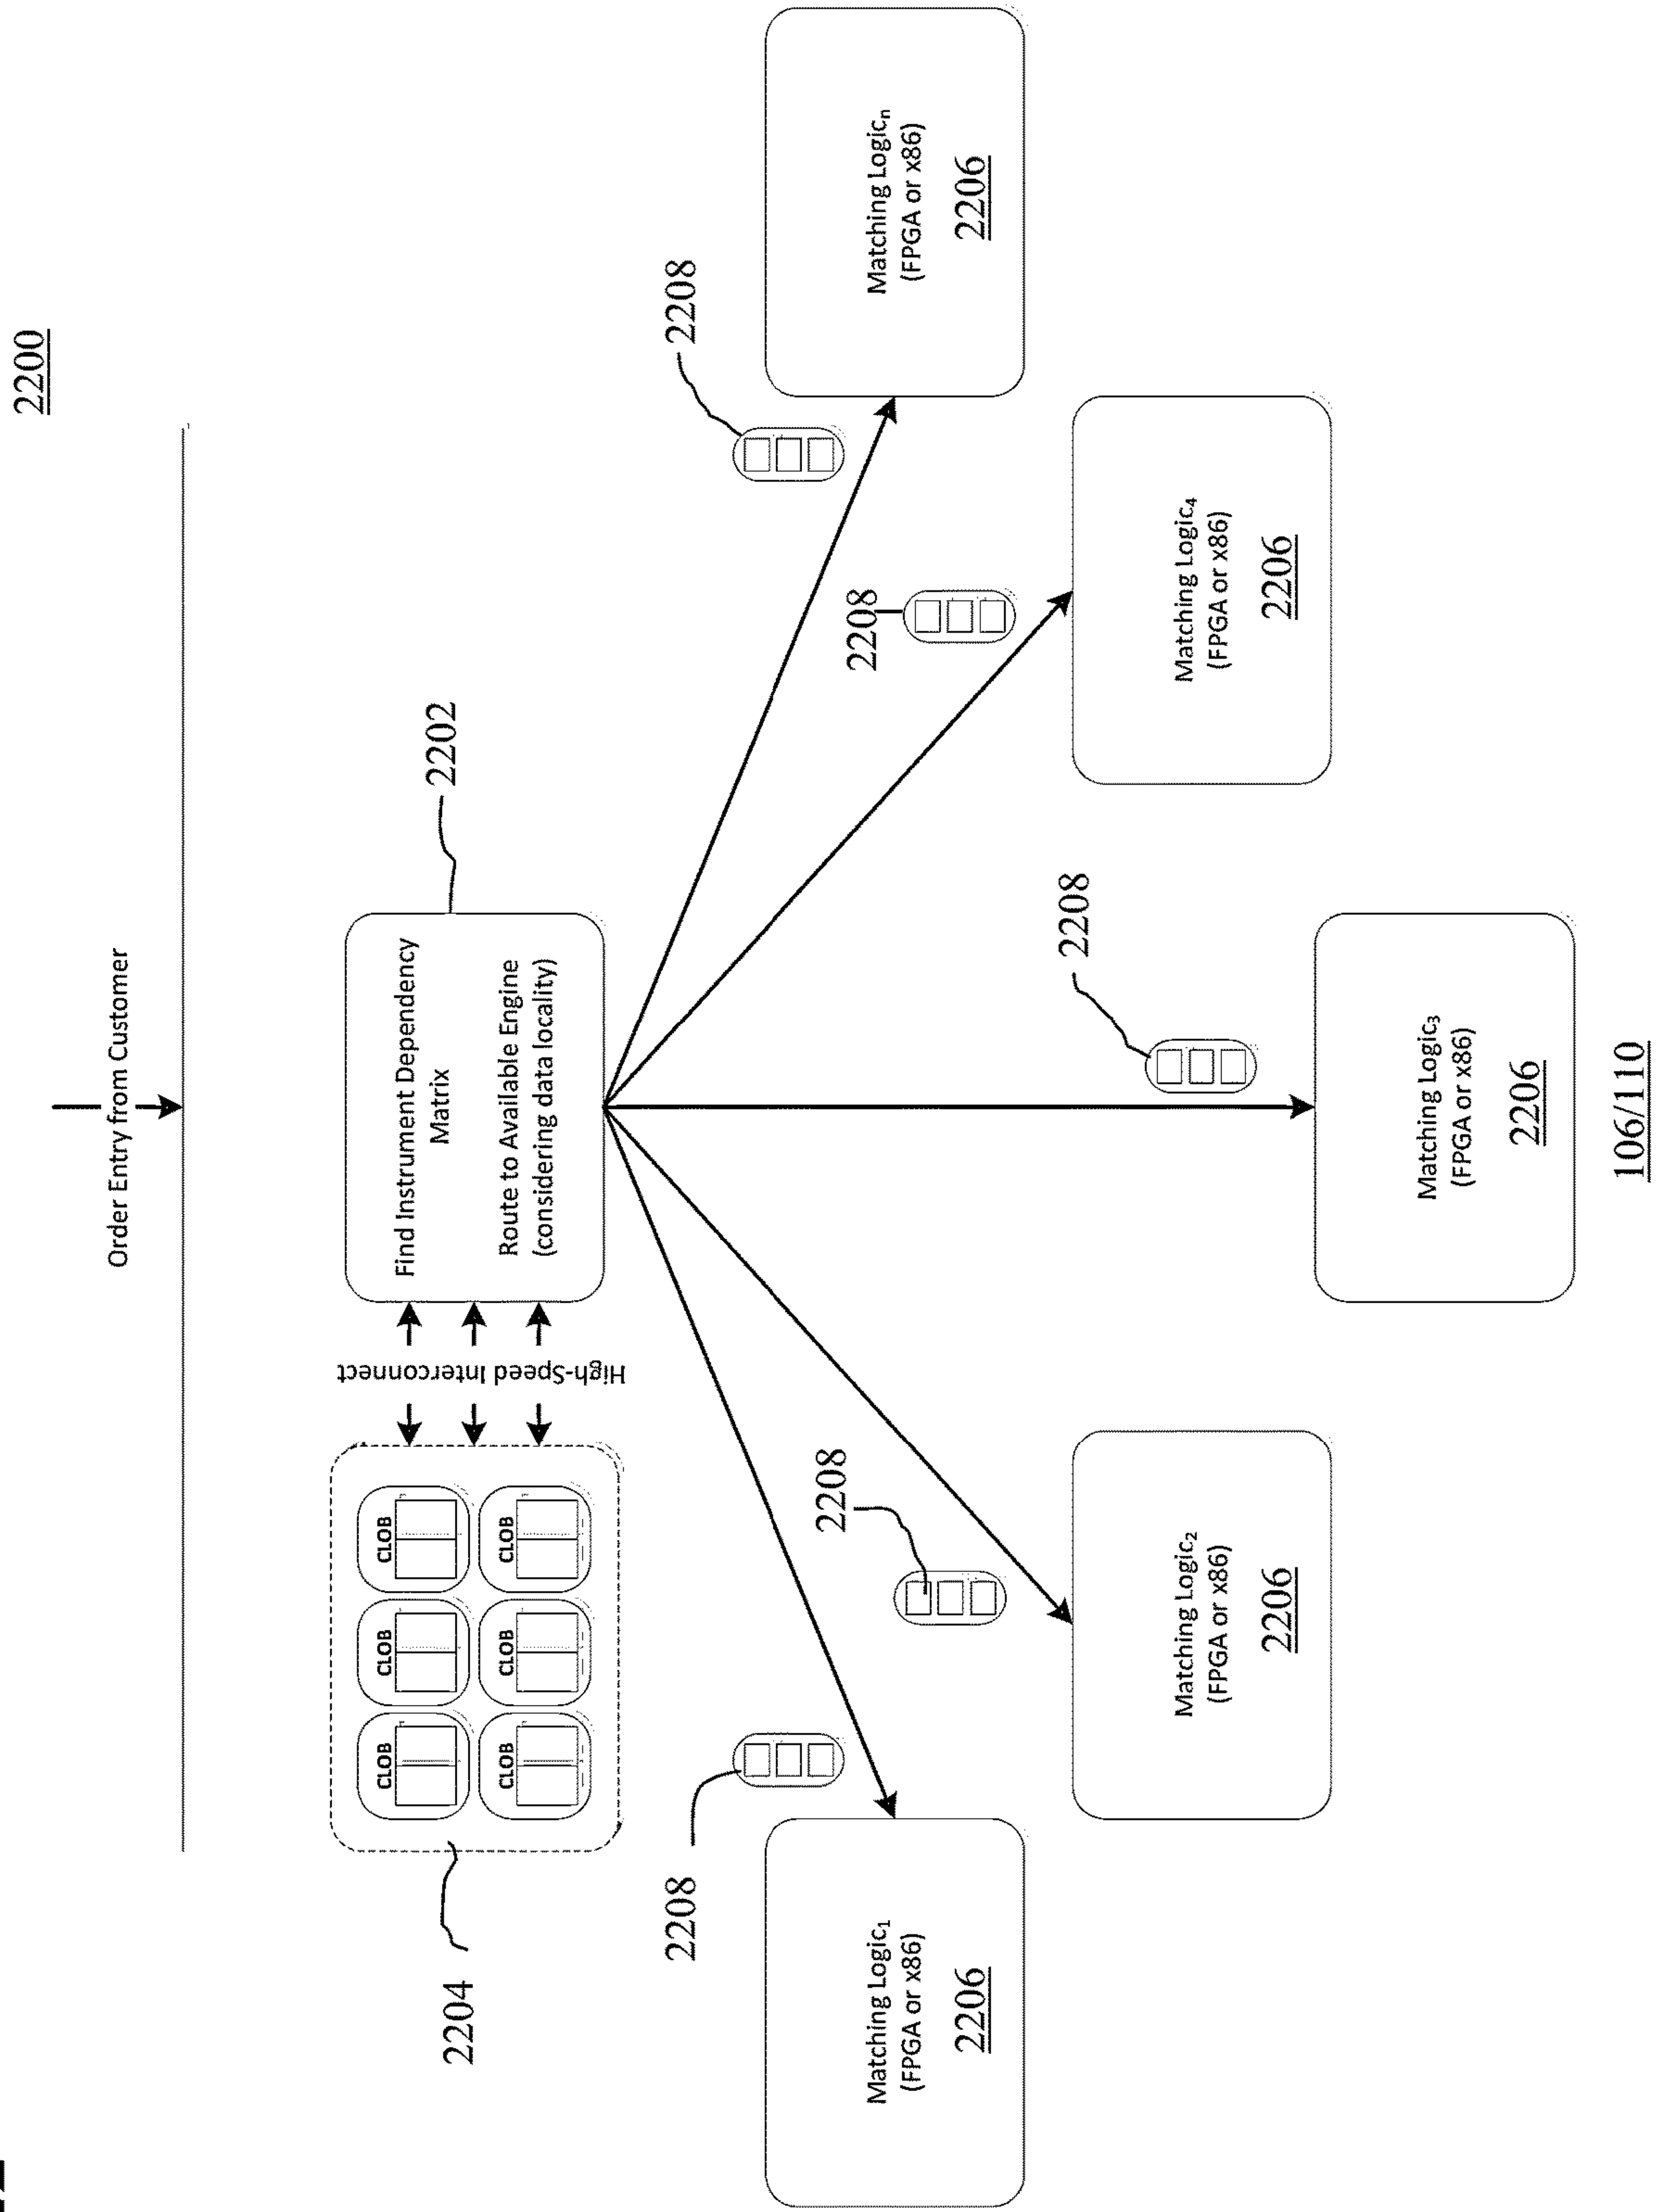 2200
Order Entry from Customer
2202
Find Instrument Dependency
Matrix
Route to Available Engine
(considering data locality)
High-Speed Interconnect
2204
CLOB
CLOB
CLOB
CLOB
CLOB
CLOB
2208
2208
2208
2208
2208
Matching Logic₁
(FPGA or x86)
2206
Matching Logic₂
(FPGA or x86)
2206
Matching Logic₃
(FPGA or x86)
2206
Matching Logic₄
(FPGA or x86)
2206
Matching Logicₙ
(FPGA or x86)
2206
106/110